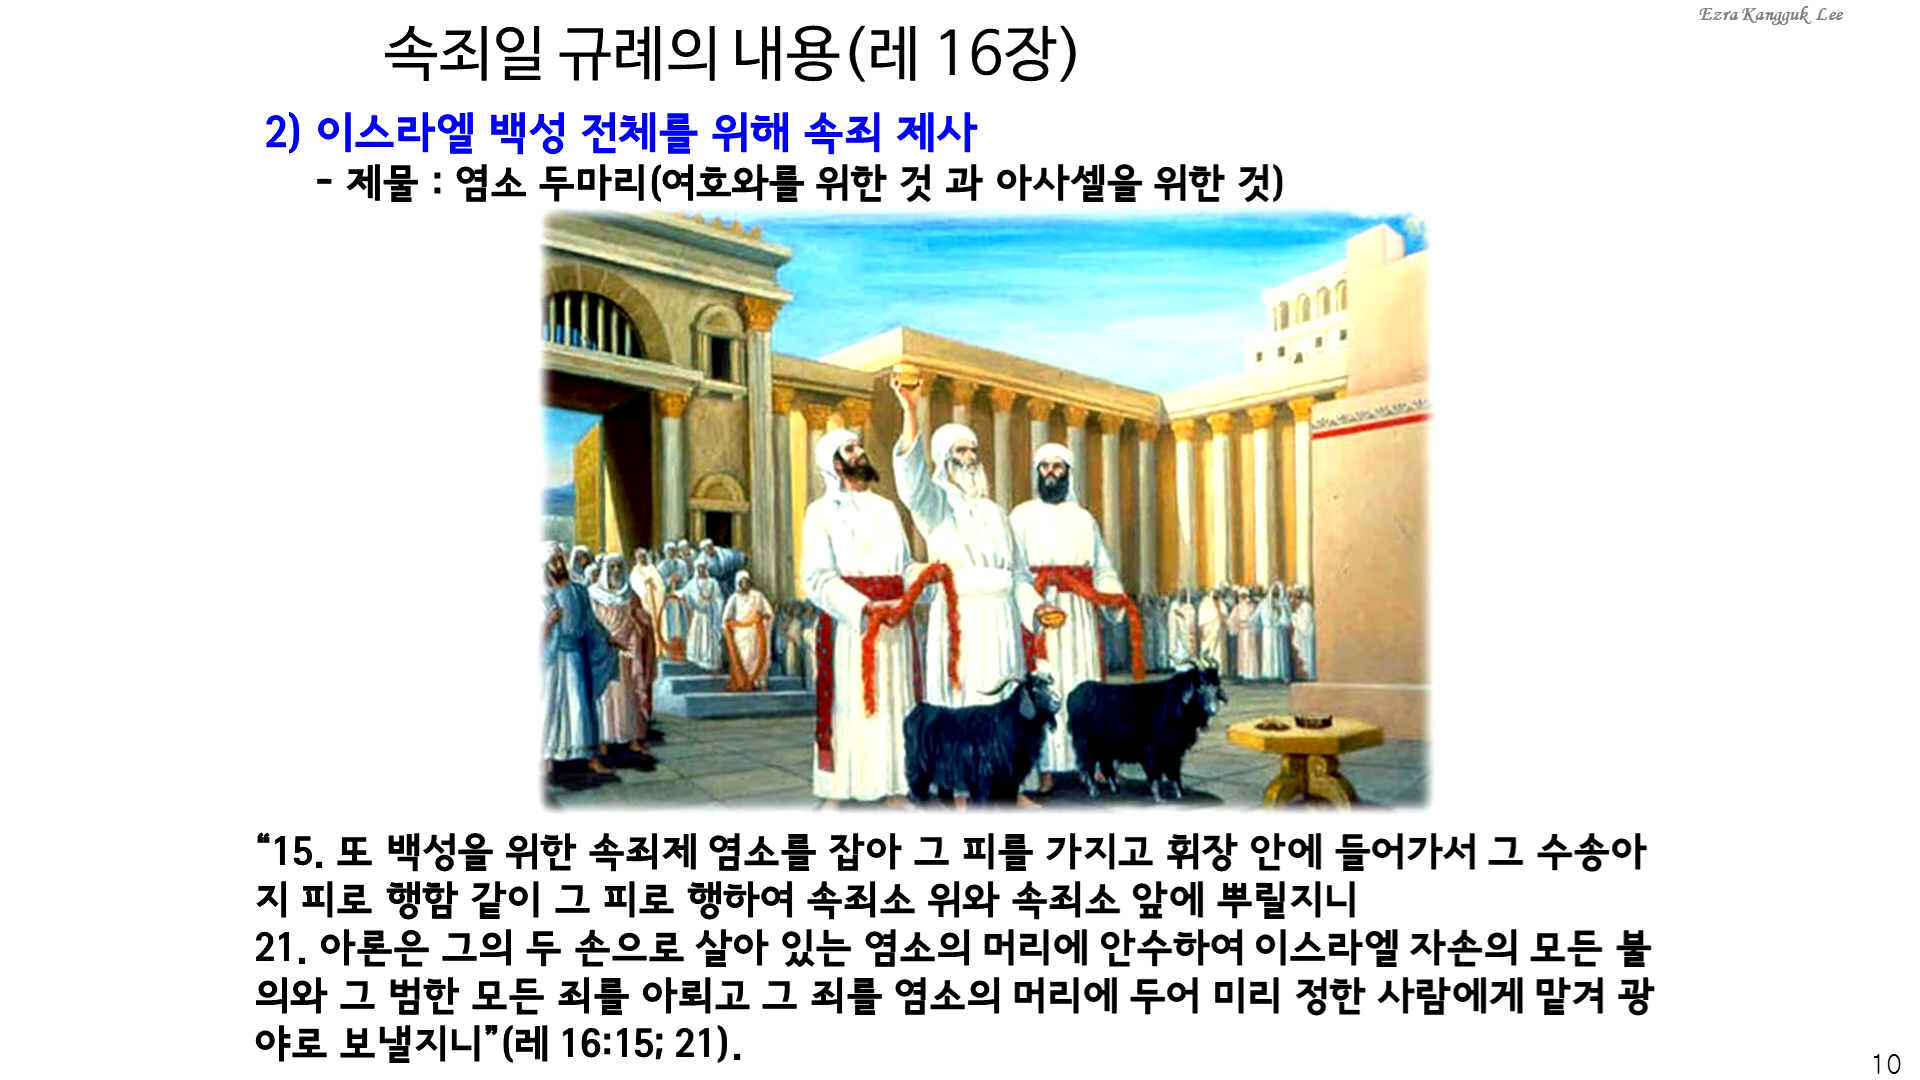 Ezra Kangguk Lee
속죄일 규례의 내용(레 16장)
2) 이스라엘 백성 전체를 위해 속죄 제사
- 제물 : 염소 두마리(여호와를 위한 것 과 아사셀을 위한 것)
“15. 또 백성을 위한 속죄제 염소를 잡아 그 피를 가지고 휘장 안에 들어가서 그 수송아
지 피로 행함 같이 그 피로 행하여 속죄소 위와 속죄소 앞에 뿌릴지니
21. 아론은 그의 두 손으로 살아 있는 염소의 머리에 안수하여 이스라엘 자손의 모든 불
의와 그 범한 모든 죄를 아뢰고 그 죄를 염소의 머리에 두어 미리 정한 사람에게 맡겨 광
야로 보낼지니”(레 16:15; 21).
10